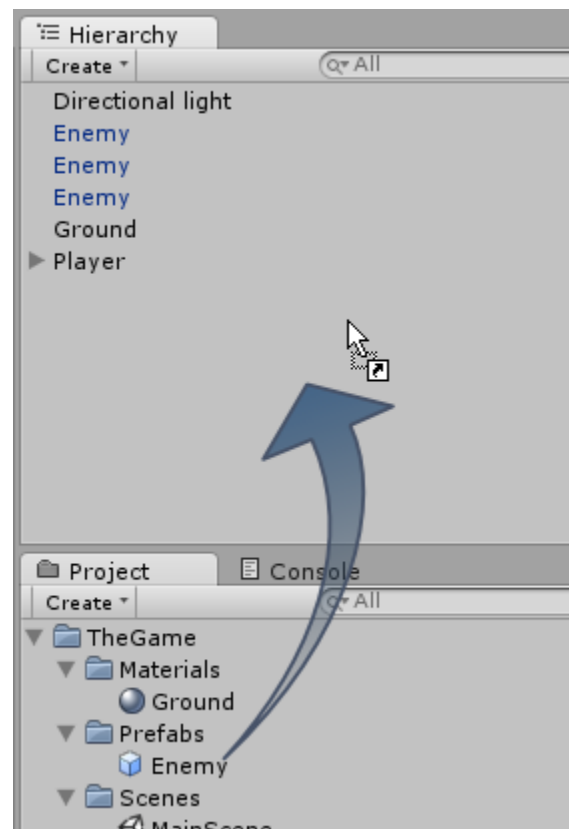 Hierarchy
Create All
Directional light
Enemy
Enemy
Enemy
Ground
Player
Project Console
Create All
TheGame
Materials
Ground
Prefabs
Enemy
Scenes
MainScene